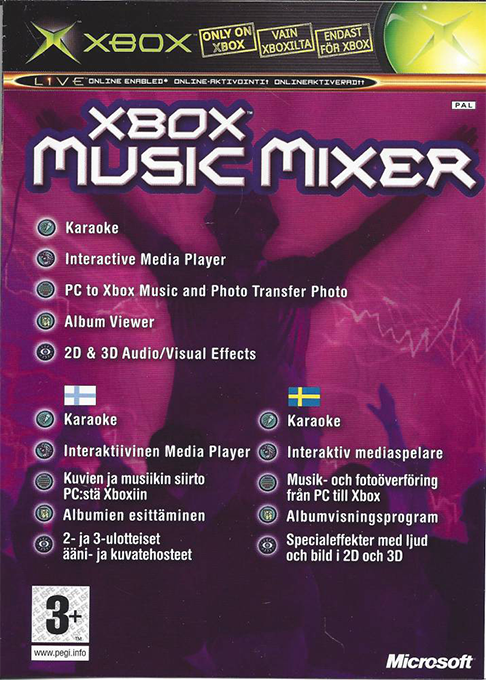 XBOX™
ONLY ON
XBOX
VAIN
XBOXILTA
ENDAST
FÖR XBOX
LIVE ONLINE ENABLED* ONLINE-AKTIVOINTI† ONLINEAKTIVERAD††
PAL
XBOX™
MUSIC MIXER
Karaoke
Interactive Media Player
PC to Xbox Music and Photo Transfer Photo
Album Viewer
2D & 3D Audio/Visual Effects
Karaoke
Interaktiivinen Media Player
Kuvien ja musiikin siirto
PC:stä Xboxiin
Albumien esittäminen
2- ja 3-ulotteiset
ääni- ja kuvatehosteet
Karaoke
Interaktiv mediaspelare
Musik- och fotoöverföring
från PC till Xbox
Albumvisningsprogram
Specialeffekter med ljud
och bild i 2D och 3D
3+
www.pegi.info
Microsoft